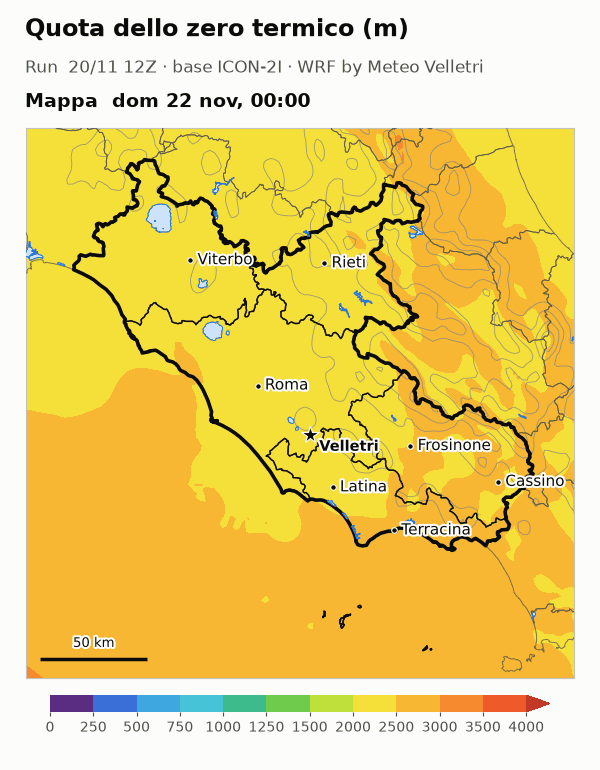 Quota dello zero termico (m)
Run  20/11 12Z · base ICON-2I · WRF by Meteo Velletri
Mappa  dom 22 nov, 00:00
Viterbo
Rieti
Roma
Velletri
Frosinone
Cassino
Latina
Terracina
50 km
0 250 500 750 1000 1250 1500 2000 2500 3000 3500 4000